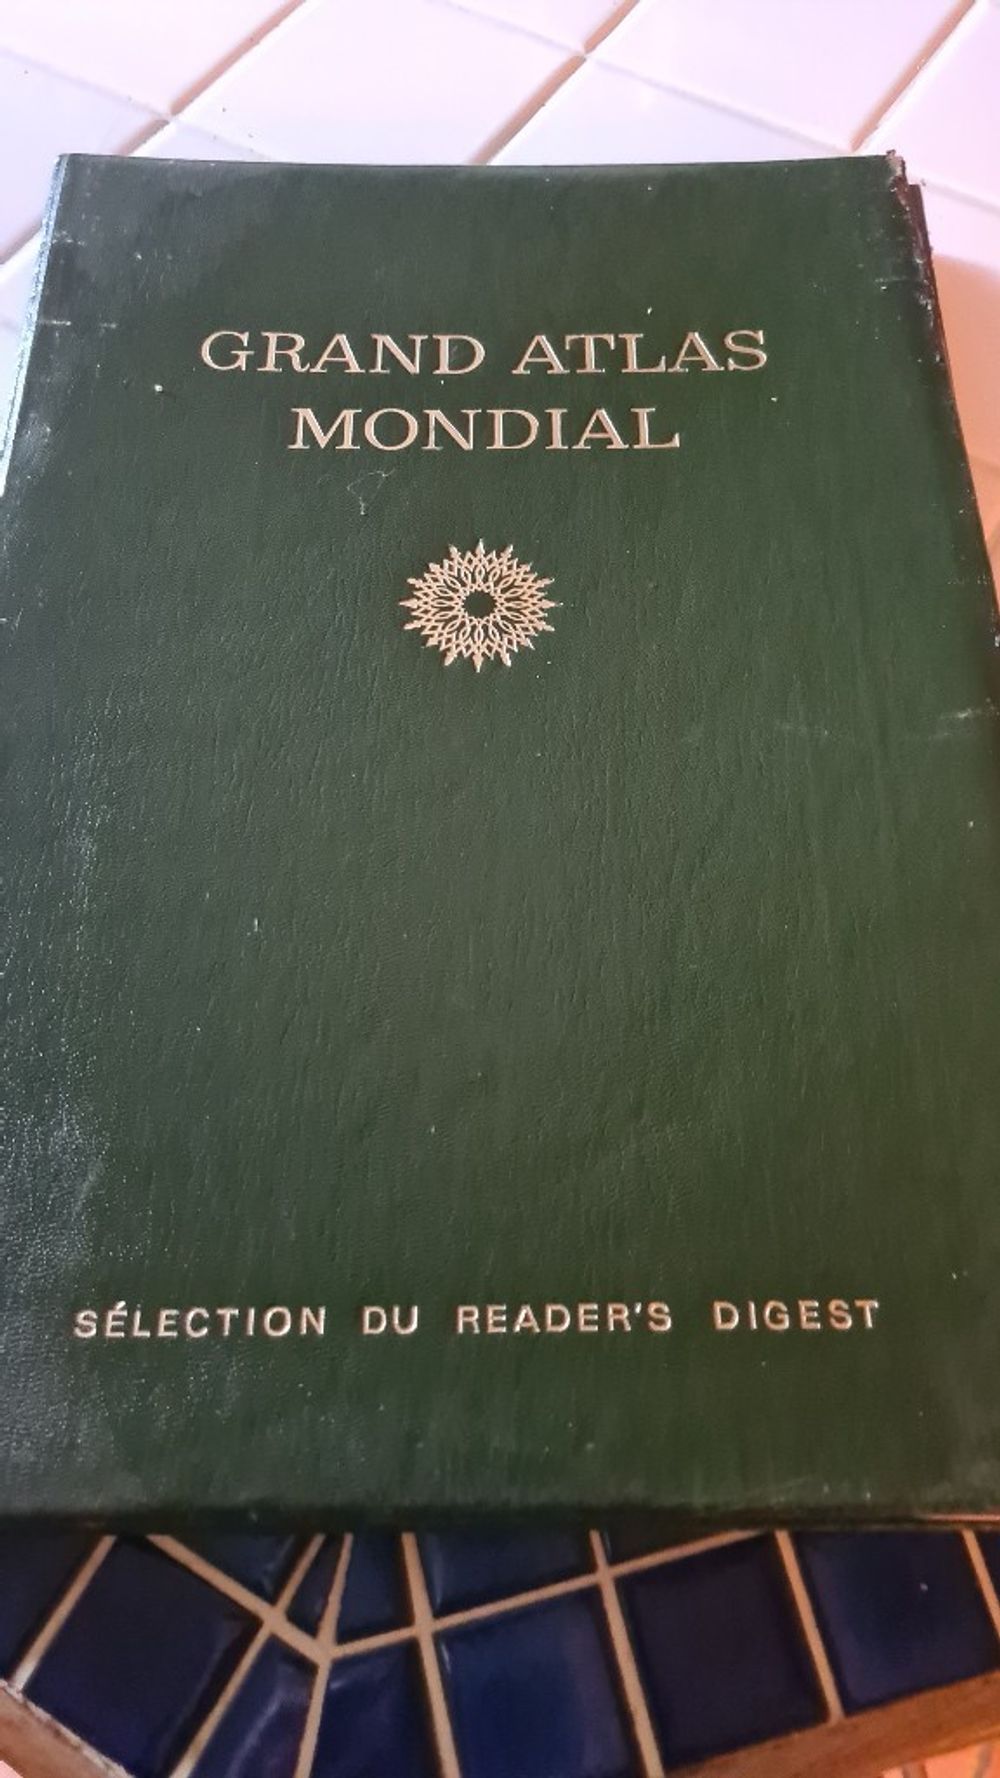 GRAND ATLAS
MONDIAL
SÉLECTION DU READER'S DIGEST